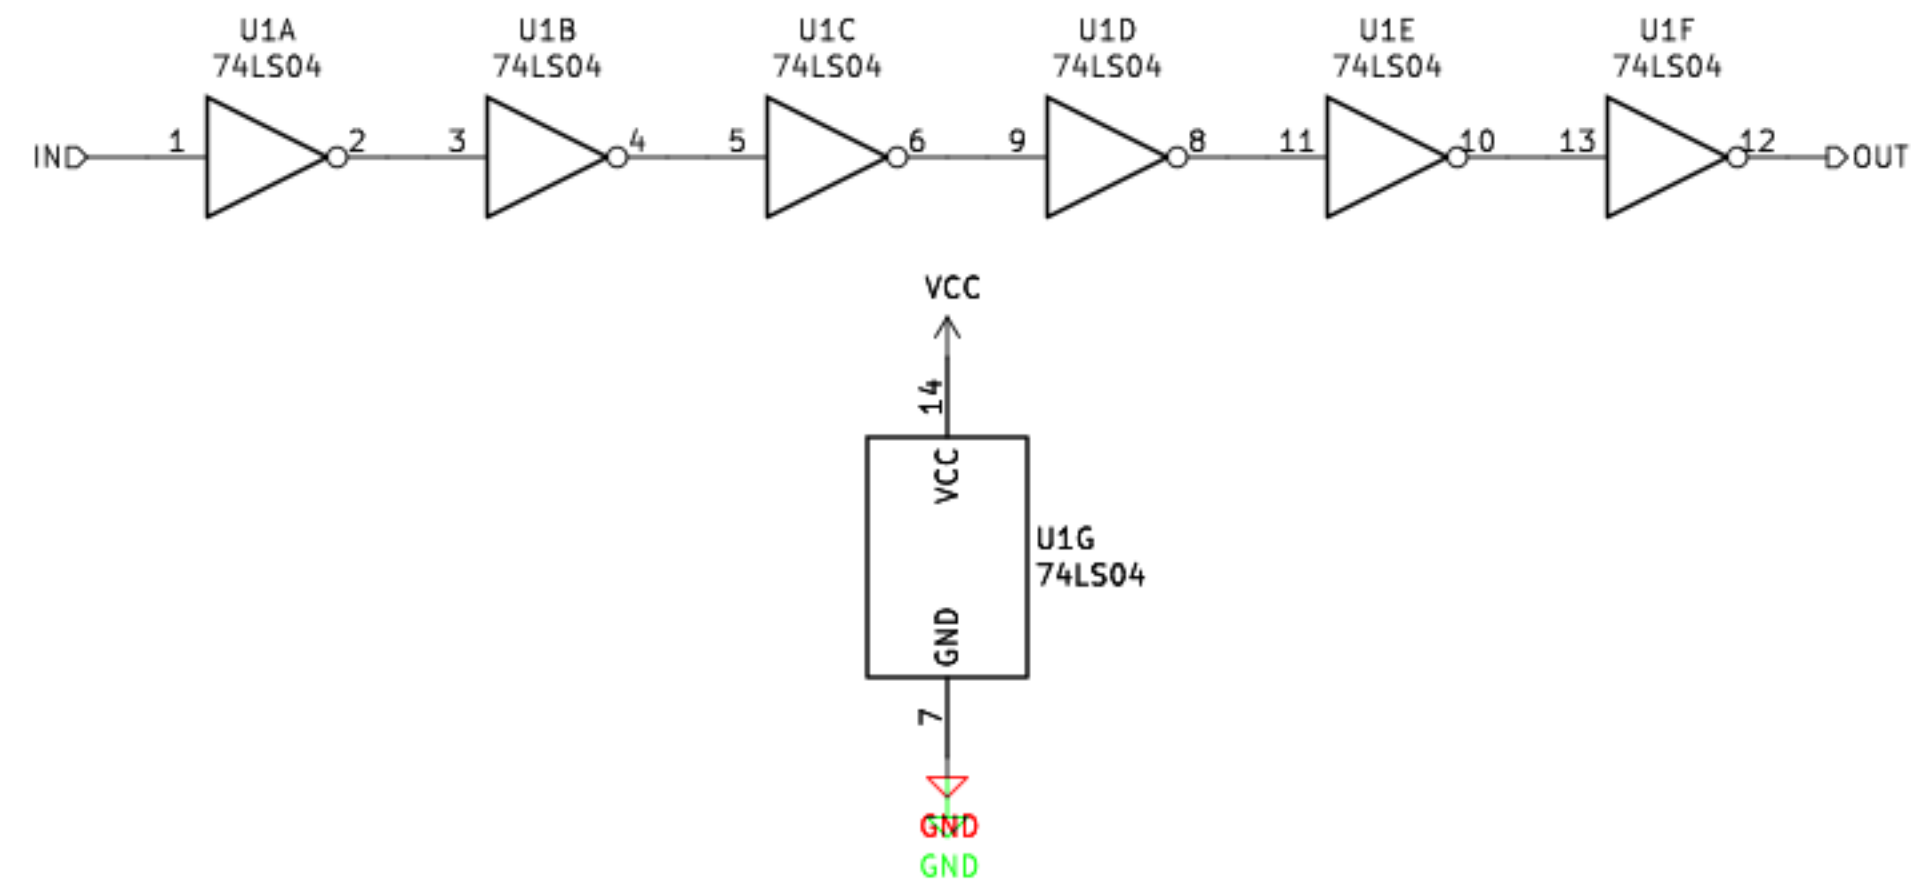 U1A
74LS04
U1B
74LS04
U1C
74LS04
U1D
74LS04
U1E
74LS04
U1F
74LS04
IN 1 2 3 4 5 6 9 8 11 10 13 12 OUT
VCC
14
VCC
U1G
74LS04
GND
7
GND
GND